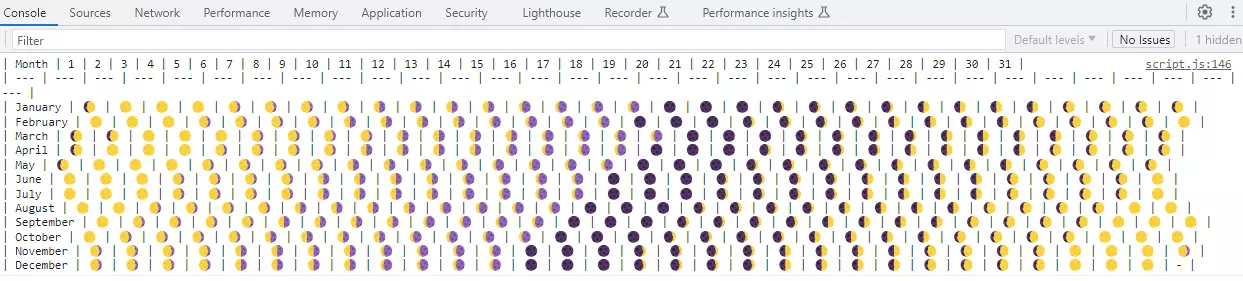 Console Sources Network Performance Memory Application Security Lighthouse Recorder Performance insights
Filter Default levels ▼ No Issues 1 hidden
| Month | 1 | 2 | 3 | 4 | 5 | 6 | 7 | 8 | 9 | 10 | 11 | 12 | 13 | 14 | 15 | 16 | 17 | 18 | 19 | 20 | 21 | 22 | 23 | 24 | 25 | 26 | 27 | 28 | 29 | 30 | 31 | script.js:146
| --- | --- | --- | --- | --- | --- | --- | --- | --- | --- | --- | --- | --- | --- | --- | --- | --- | --- | --- | --- | --- | --- | --- | --- | --- | --- | --- | --- | --- | --- | --- |
--- |
| January |
| February |
| March |
| April |
| May |
| June |
| July |
| August |
| September |
| October |
| November |
| December | - |